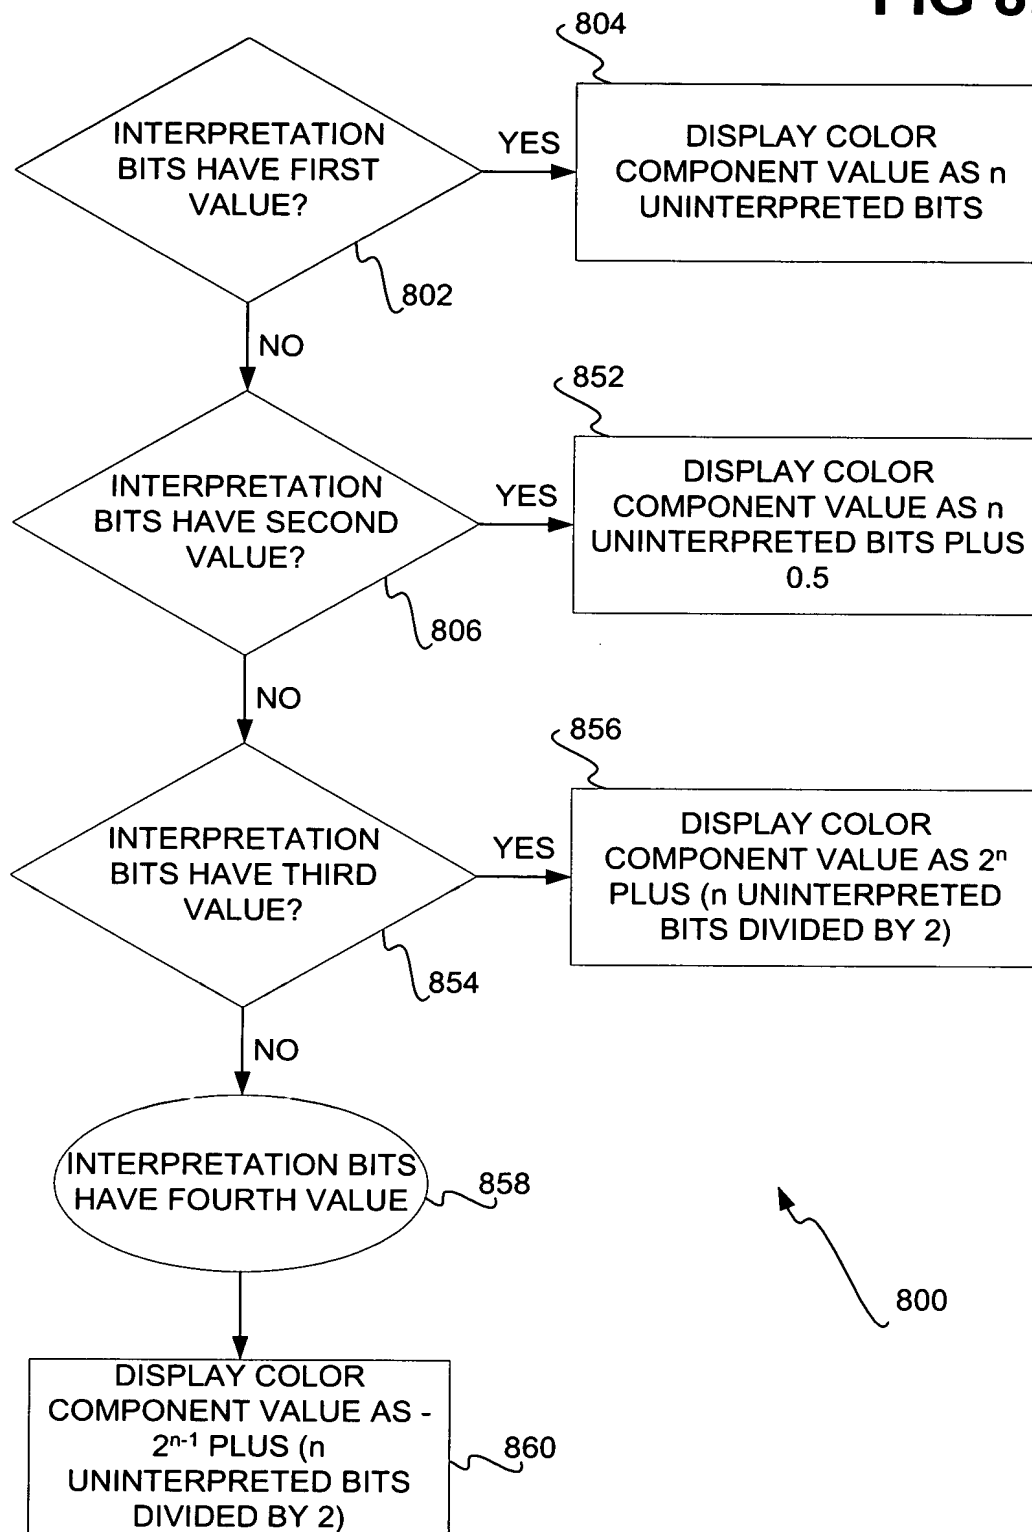 FIG 8
804
INTERPRETATION
BITS HAVE FIRST
VALUE?
YES
DISPLAY COLOR
COMPONENT VALUE AS n
UNINTERPRETED BITS
802
NO
852
INTERPRETATION
BITS HAVE SECOND
VALUE?
YES
DISPLAY COLOR
COMPONENT VALUE AS n
UNINTERPRETED BITS PLUS
0.5
806
NO
856
INTERPRETATION
BITS HAVE THIRD
VALUE?
YES
DISPLAY COLOR
COMPONENT VALUE AS 2ⁿ
PLUS (n UNINTERPRETED
BITS DIVIDED BY 2)
854
NO
INTERPRETATION BITS
HAVE FOURTH VALUE
858
800
DISPLAY COLOR
COMPONENT VALUE AS -
2ⁿ⁻¹ PLUS (n
UNINTERPRETED BITS
DIVIDED BY 2)
860